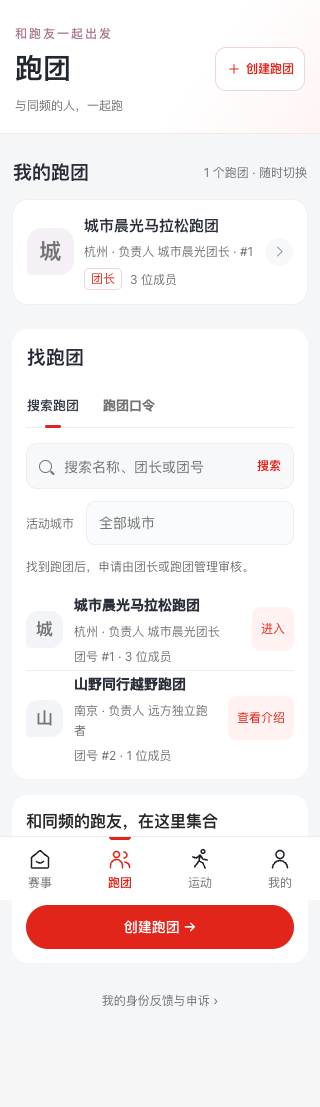 和跑友一起出发
跑团
＋ 创建跑团
与同频的人，一起跑
我的跑团
1 个跑团 · 随时切换
城
城市晨光马拉松跑团
杭州 · 负责人 城市晨光团长 · #1
团长
3 位成员
找跑团
搜索跑团
跑团口令
搜索名称、团长或团号
搜索
活动城市
全部城市
找到跑团后，申请由团长或跑团管理审核。
城
城市晨光马拉松跑团
杭州 · 负责人 城市晨光团长
团号 #1 · 3 位成员
进入
山
山野同行越野跑团
南京 · 负责人 远方独立跑
者
团号 #2 · 1 位成员
查看介绍
和同频的跑友，在这里集合
赛事
跑团
运动
我的
创建跑团 →
我的身份反馈与申诉 ›